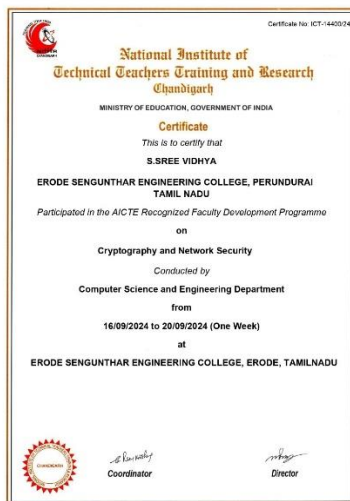 Certificate No: ICT-14400/24
National Institute of
Technical Teachers Training and Research
Chandigarh
MINISTRY OF EDUCATION, GOVERNMENT OF INDIA
Certificate
This is to certify that
S.SREE VIDHYA
ERODE SENGUNTHAR ENGINEERING COLLEGE, PERUNDURAI
TAMIL NADU
Participated in the AICTE Recognized Faculty Development Programme
on
Cryptography and Network Security
Conducted by
Computer Science and Engineering Department
from
16/09/2024 to 20/09/2024 (One Week)
at
ERODE SENGUNTHAR ENGINEERING COLLEGE, ERODE, TAMILNADU
CHANDIGARH
Coordinator
Director